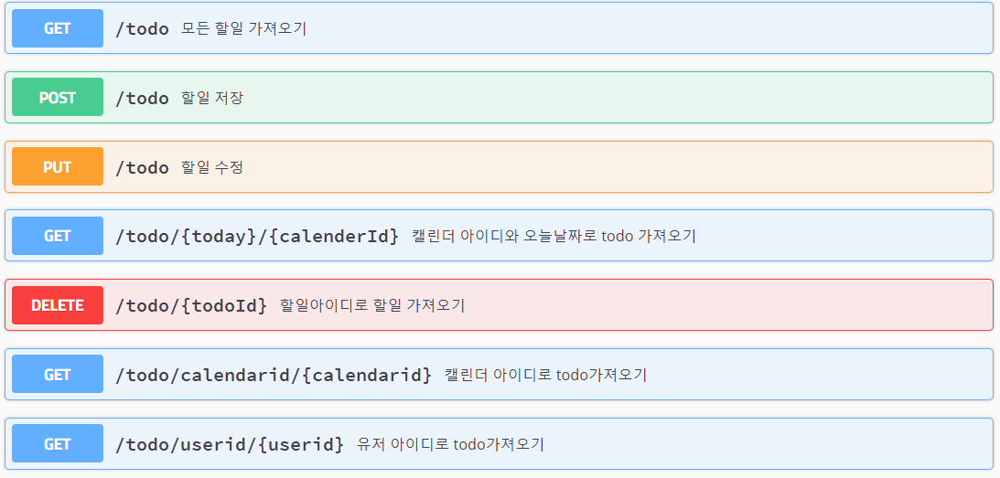 GET /todo 모든 할일 가져오기
POST /todo 할일 저장
PUT /todo 할일 수정
GET /todo/{today}/{calenderId} 캘린더 아이디와 오늘날짜로 todo 가져오기
DELETE /todo/{todoId} 할일아이디로 할일 가져오기
GET /todo/calendarid/{calendarid} 캘린더 아이디로 todo가져오기
GET /todo/userid/{userid} 유저 아이디로 todo가져오기